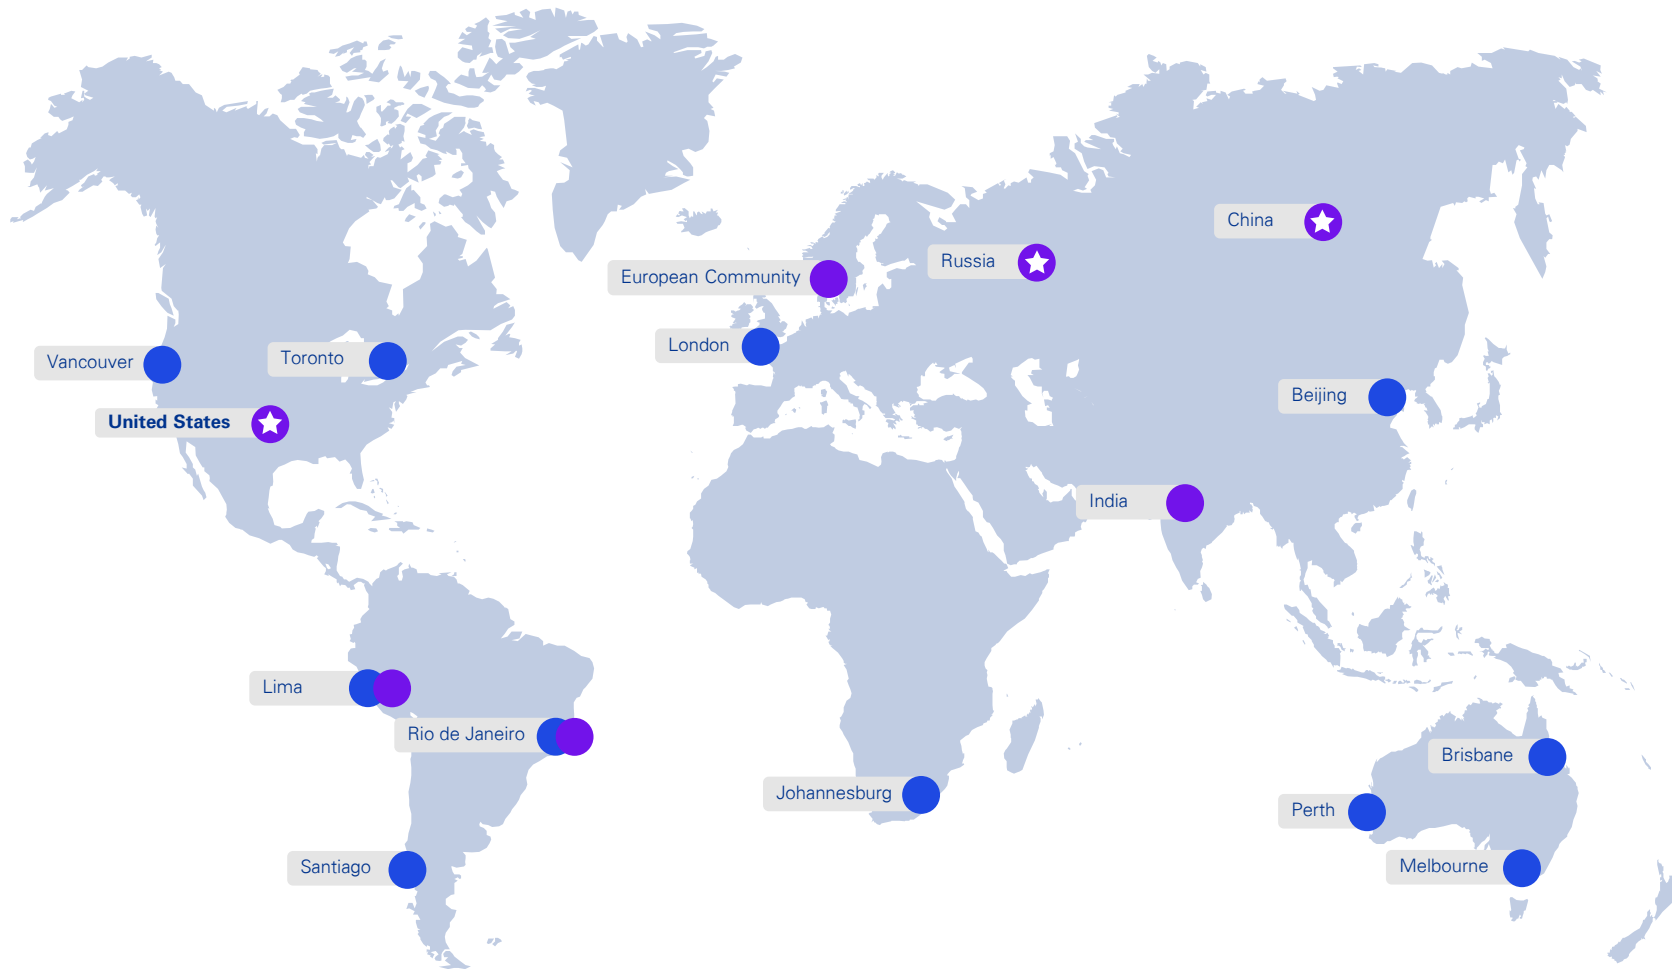 China
Russia
European Community
London
Vancouver
Toronto
Beijing
United States
India
Lima
Rio de Janeiro
Brisbane
Johannesburg
Perth
Santiago
Melbourne